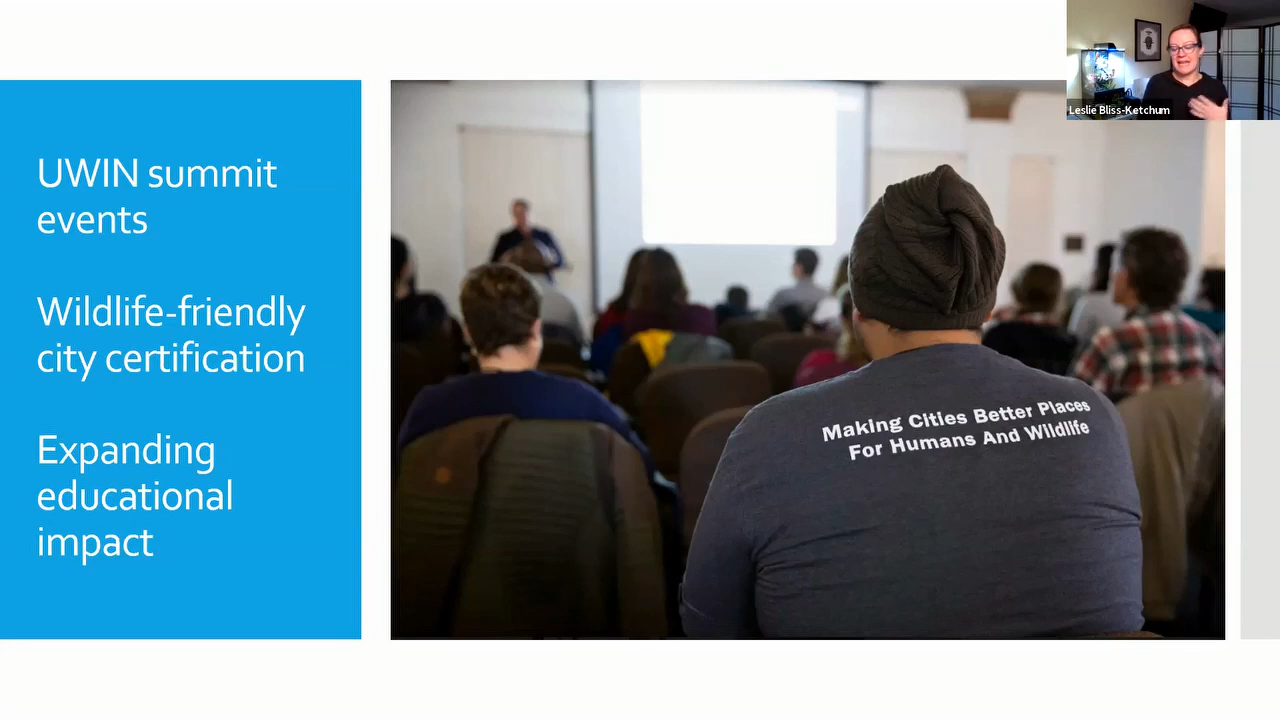 Leslie Bliss-Ketchum
UWIN summit
events
Wildlife-friendly
city certification
Expanding
educational
impact
Making Cities Better Places
For Humans And Wildlife